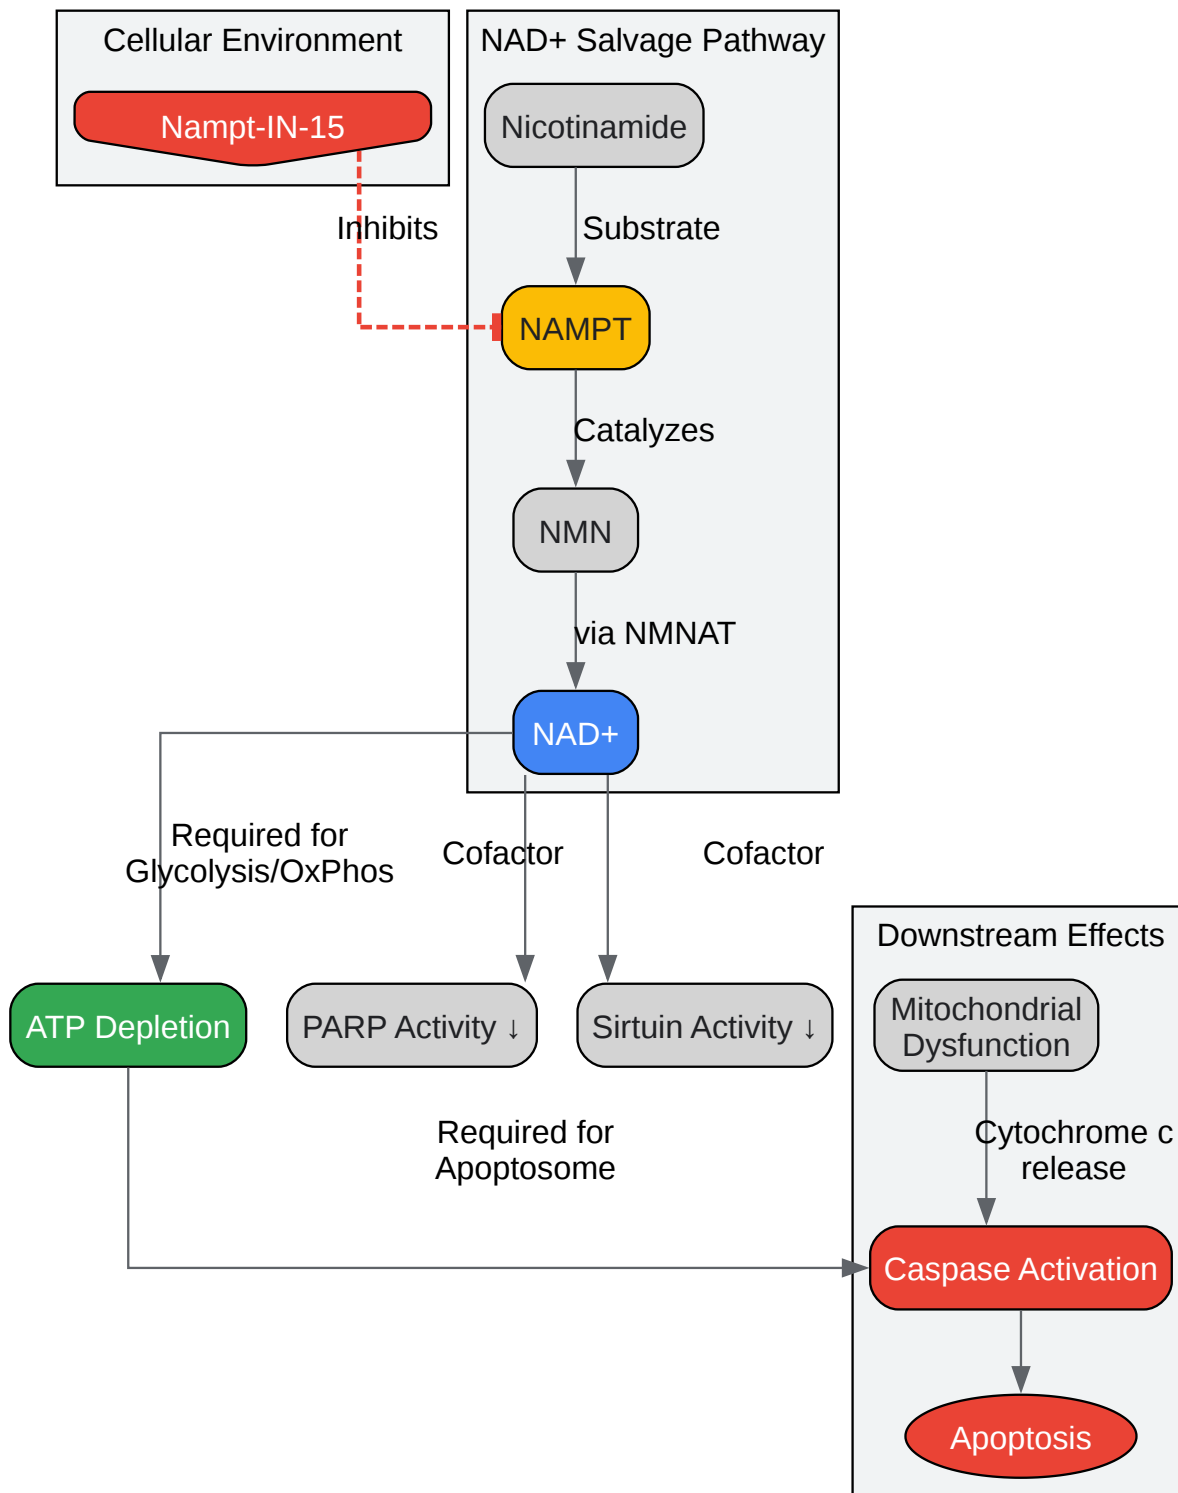 Cellular Environment
Nampt-IN-15
Inhibits
NAD+ Salvage Pathway
Nicotinamide
Substrate
NAMPT
Catalyzes
NMN
via NMNAT
NAD+
Required for
Glycolysis/OxPhos
Cofactor
Cofactor
ATP Depletion
PARP Activity ↓
Sirtuin Activity ↓
Required for
Apoptosome
Downstream Effects
Mitochondrial
Dysfunction
Cytochrome c
release
Caspase Activation
Apoptosis